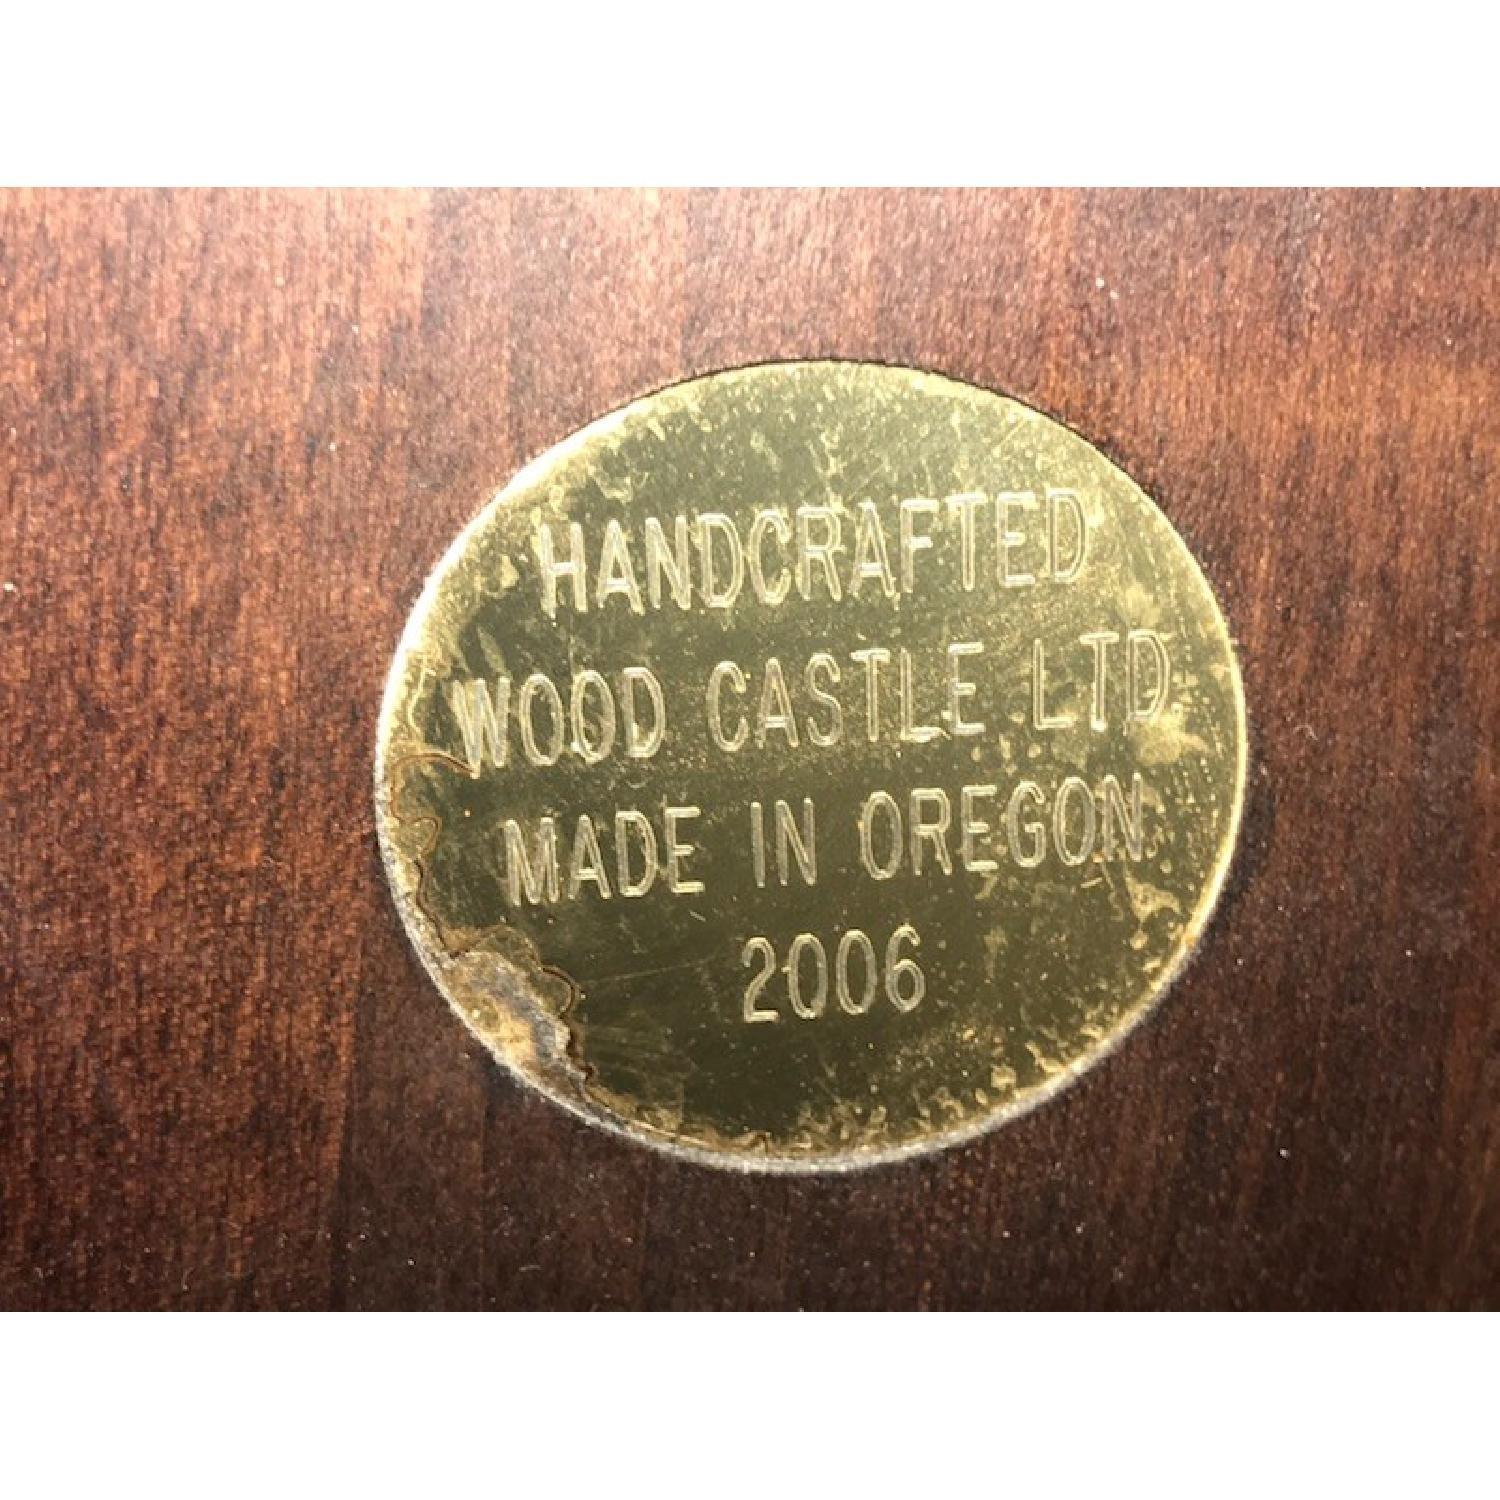 HANDCRAFTED
WOOD CASTLE LTD
MADE IN OREGON
2006